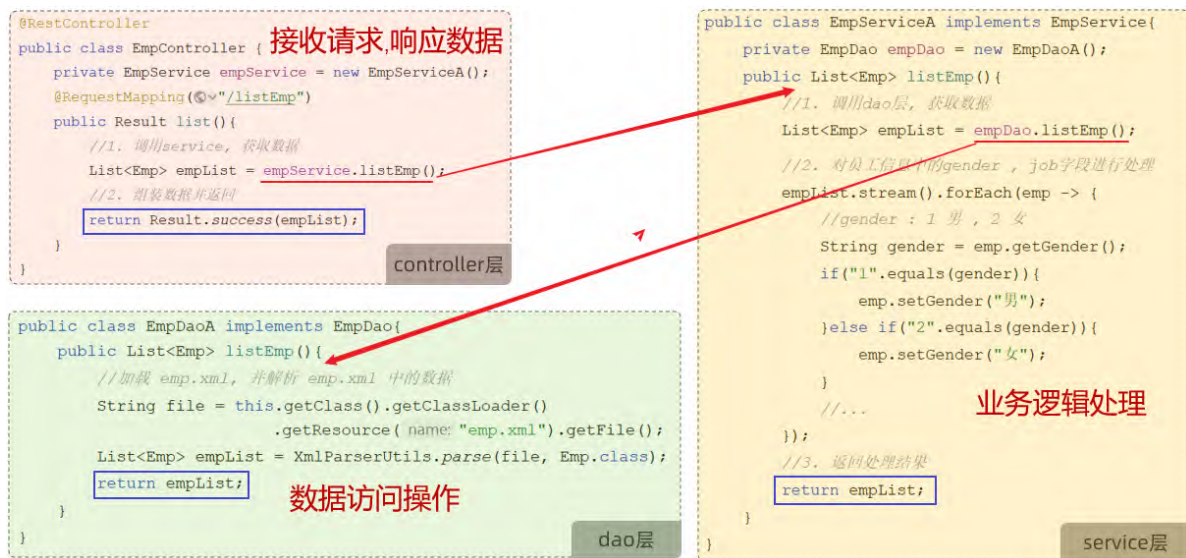 @RestController
public class EmpController {
接收请求,响应数据
private EmpService empService = new EmpServiceA();
@RequestMapping("/listEmp")
public Result list(){
//1. 调用service, 获取数据
List<Emp> empList = empService.listEmp();
//2. 组装数据并返回
return Result.success(empList);
}
}
controller层
public class EmpDaoA implements EmpDao{
public List<Emp> listEmp(){
//加载 emp.xml, 并解析 emp.xml 中的数据
String file = this.getClass().getClassLoader()
.getResource( name: "emp.xml").getFile();
List<Emp> empList = XmlParserUtils.parse(file, Emp.class);
return empList;
数据访问操作
}
}
dao层
public class EmpServiceA implements EmpService{
private EmpDao empDao = new EmpDaoA();
public List<Emp> listEmp(){
//1. 调用dao层, 获取数据
List<Emp> empList = empDao.listEmp();
//2. 对员工信息中的gender , job字段进行处理
empList.stream().forEach(emp -> {
//gender : 1 男 , 2 女
String gender = emp.getGender();
if("1".equals(gender)){
emp.setGender("男");
}else if("2".equals(gender)){
emp.setGender("女");
}
业务逻辑处理
//...
});
//3. 返回处理结果
return empList;
}
}
service层